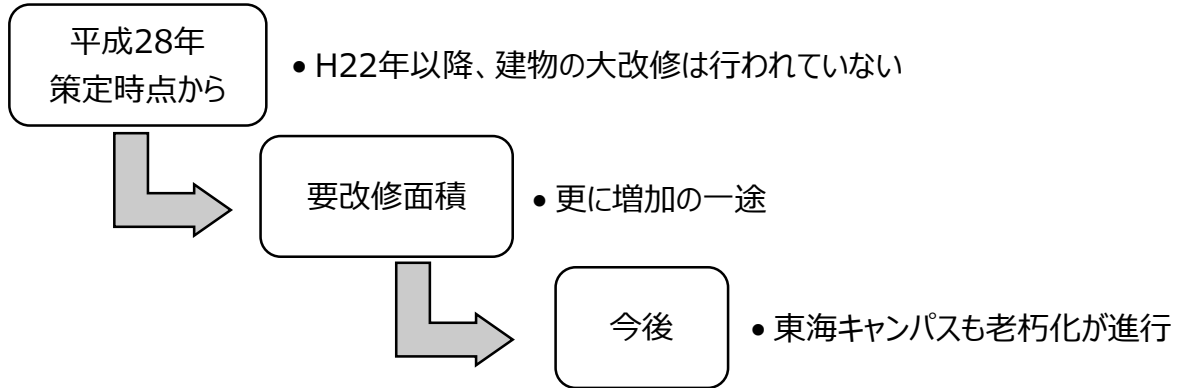 平成28年
策定時点から
• H22年以降、建物の大改修は行われていない
要改修面積
• 更に増加の一途
今後
• 東海キャンパスも老朽化が進行